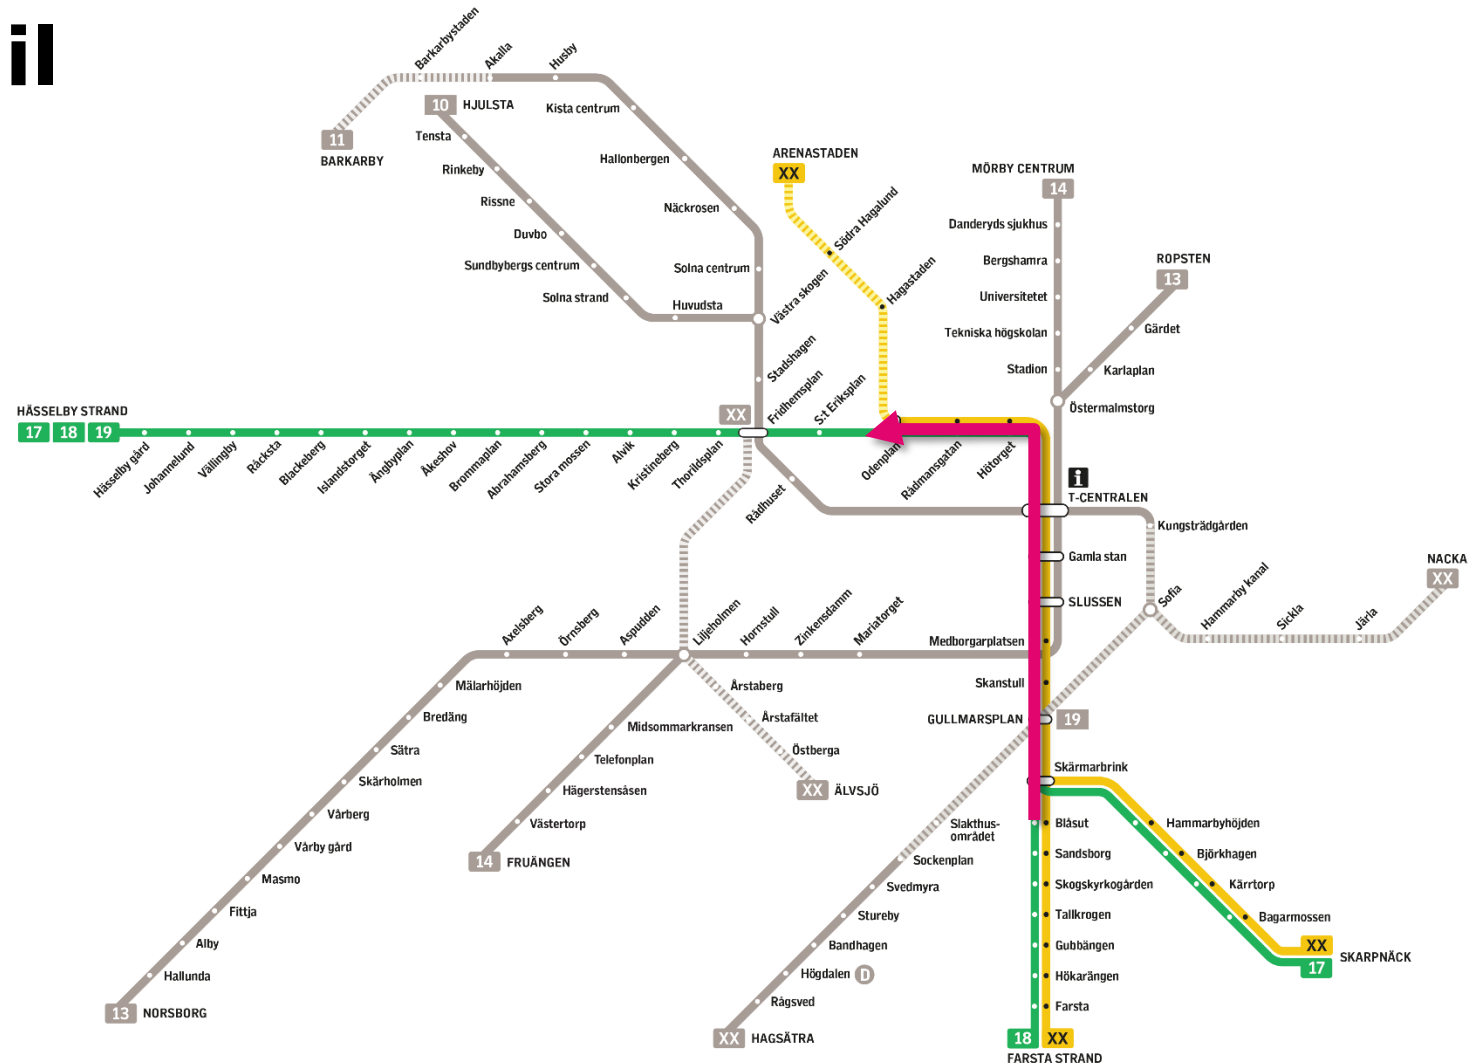 il
Barkarbystaden
Akalla
Husby
10 HJULSTA
Kista centrum
11
BARKARBY
Tensta
Hallonbergen
Rinkeby
ARENASTADEN
XX
MÖRBY CENTRUM
14
Rissne
Näckrosen
Södra Hagalund
Danderyds sjukhus
Duvbo
Bergshamra
ROPSTEN
13
Sundbybergs centrum
Solna centrum
Hagastaden
Universitetet
Solna strand
Huvudsta
Västra skogen
Tekniska högskolan
Gärdet
Stadshagen
Stadion
Karlaplan
Fridhemsplan
S:t Eriksplan
Östermalmstorg
HÄSSELBY STRAND
17 18 19
XX
Hässelby gård
Johannelund
Vällingby
Råcksta
Blackeberg
Islandstorget
Ängbyplan
Åkeshov
Brommaplan
Abrahamsberg
Stora mossen
Alvik
Kristineberg
Thorildsplan
Odenplan
Rådmansgatan
Hötorget
Rådhuset
i
T-CENTRALEN
Kungsträdgården
Gamla stan
NACKA
XX
SLUSSEN
Sofia
Hammarby kanal
Sickla
Järla
Axelsberg
Örnsberg
Aspudden
Liljeholmen
Hornstull
Zinkensdamm
Mariatorget
Medborgarplatsen
Mälarhöjden
Årstaberg
Skanstull
Bredäng
Årstafältet
GULLMARSPLAN
19
Midsommarkransen
Sätra
Östberga
Telefonplan
Skärmarbrink
Skärholmen
Hägerstensåsen
XX ÄLVSJÖ
Vårberg
Västertorp
Slakthus-
området
Blåsut
Hammarbyhöjden
Vårby gård
14 FRUÄNGEN
Sockenplan
Sandsborg
Björkhagen
Masmo
Svedmyra
Skogskyrkogården
Kärrtorp
Fittja
Stureby
Tallkrogen
Bagarmossen
Alby
Bandhagen
Gubbängen
XX
17
SKARPNÄCK
Hallunda
Högdalen D
Hökarängen
13 NORSBORG
Rågsved
Farsta
XX HAGSÄTRA
18 XX
FARSTA STRAND